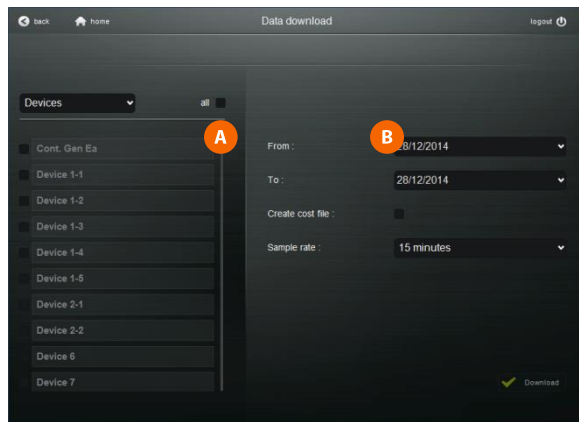 back
home
Data download
logout
Devices
all
A
Cont. Gen Ea
Device 1-1
Device 1-2
Device 1-3
Device 1-4
Device 1-5
Device 2-1
Device 2-2
Device 6
Device 7
B
From :
8/12/2014
To :
28/12/2014
Create cost file :
Sample rate :
15 minutes
Download